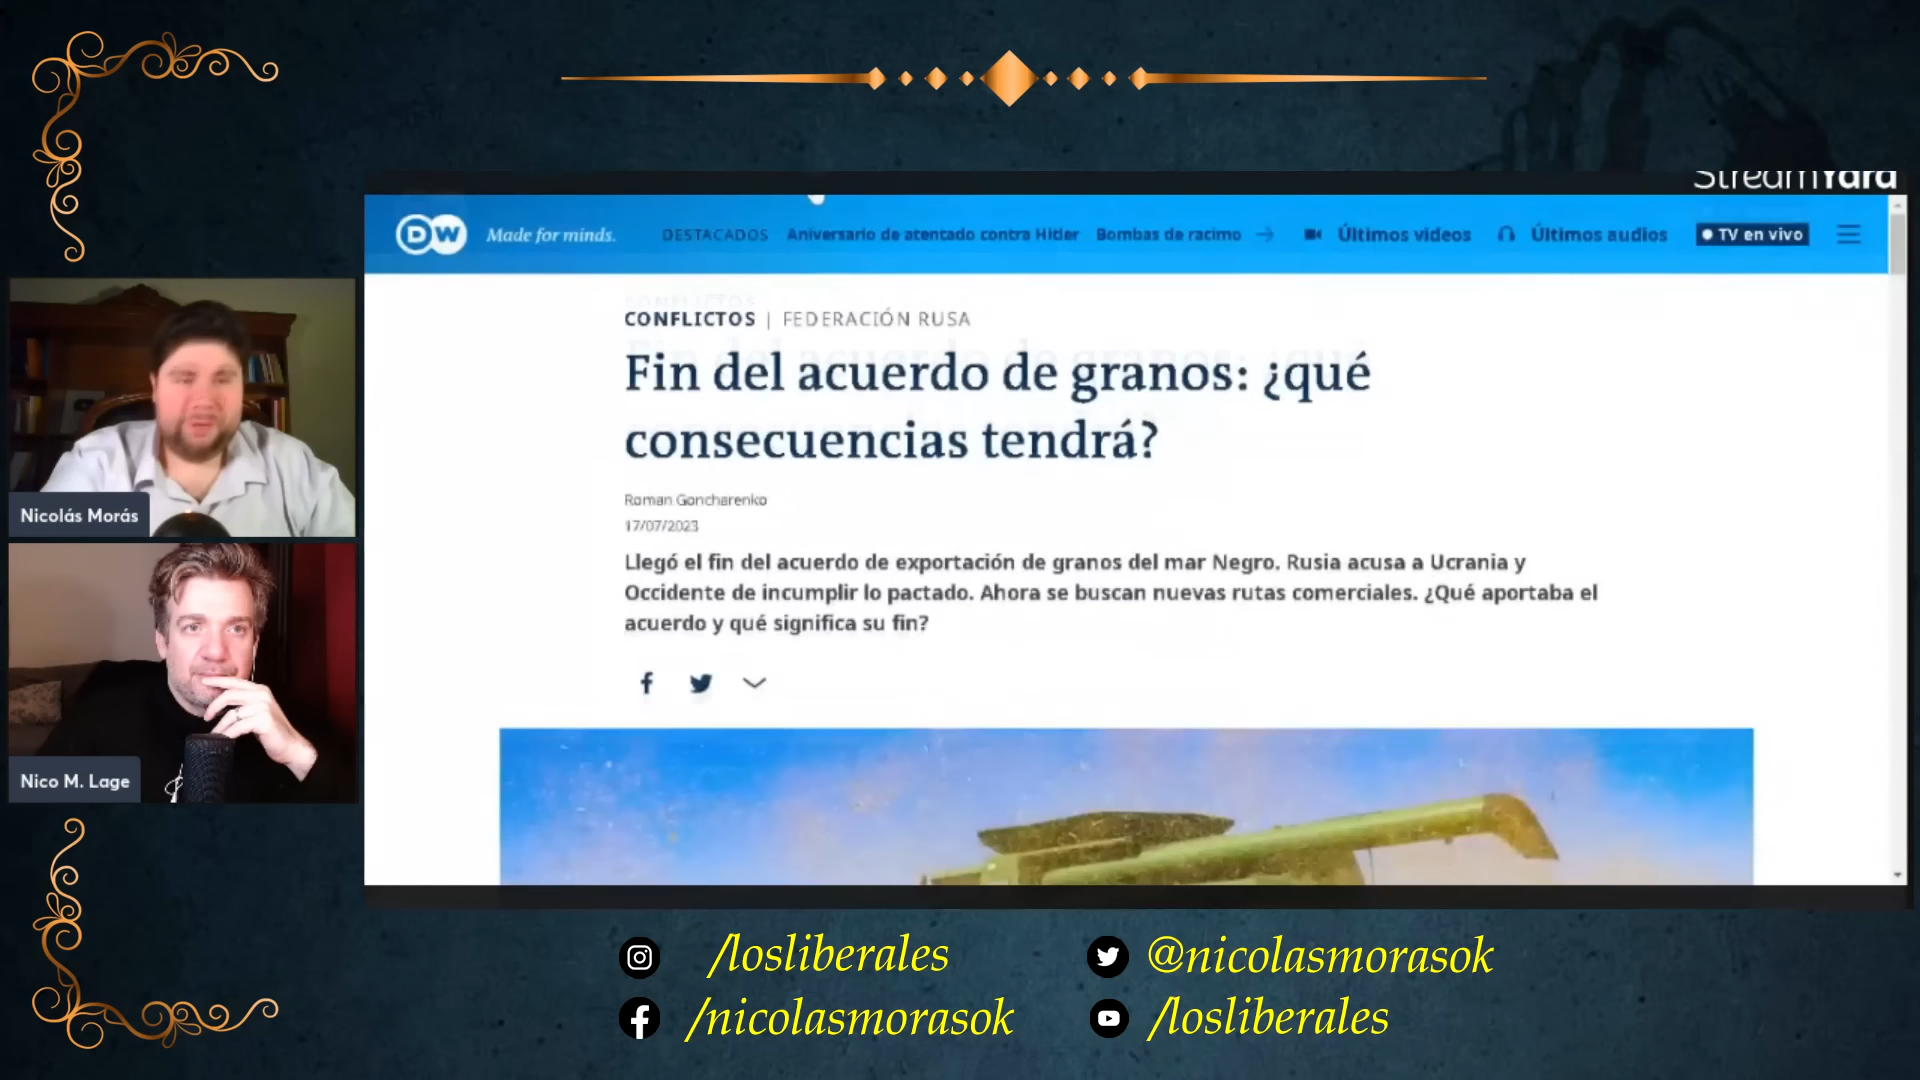 StreamYard
DW Made for minds. DESTACADOS Aniversario de atentado contra Hitler Bombas de racimo Últimos videos Últimos audios TV en vivo
CONFLICTOS | FEDERACIÓN RUSA
Fin del acuerdo de granos: ¿qué
consecuencias tendrá?
Roman Goncharenko
17/07/2023
Llegó el fin del acuerdo de exportación de granos del mar Negro. Rusia acusa a Ucrania y
Occidente de incumplir lo pactado. Ahora se buscan nuevas rutas comerciales. ¿Qué aportaba el
acuerdo y qué significa su fin?
Nicolás Morás
Nico M. Lage
/losliberales
@nicolasmorasok
/nicolasmorasok
/losliberales